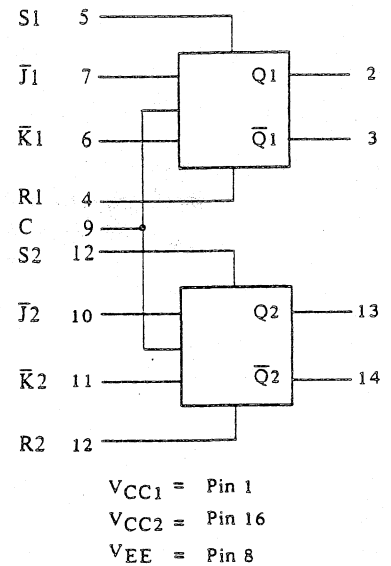 S1 5
J̅1 7 Q1 2
K̅1 6 Q̅1 3
R1 4
C 9
S2 12
J̅2 10 Q2 13
K̅2 11 Q̅2 14
R2 12
VCC1 = Pin 1
VCC2 = Pin 16
VEE = Pin 8